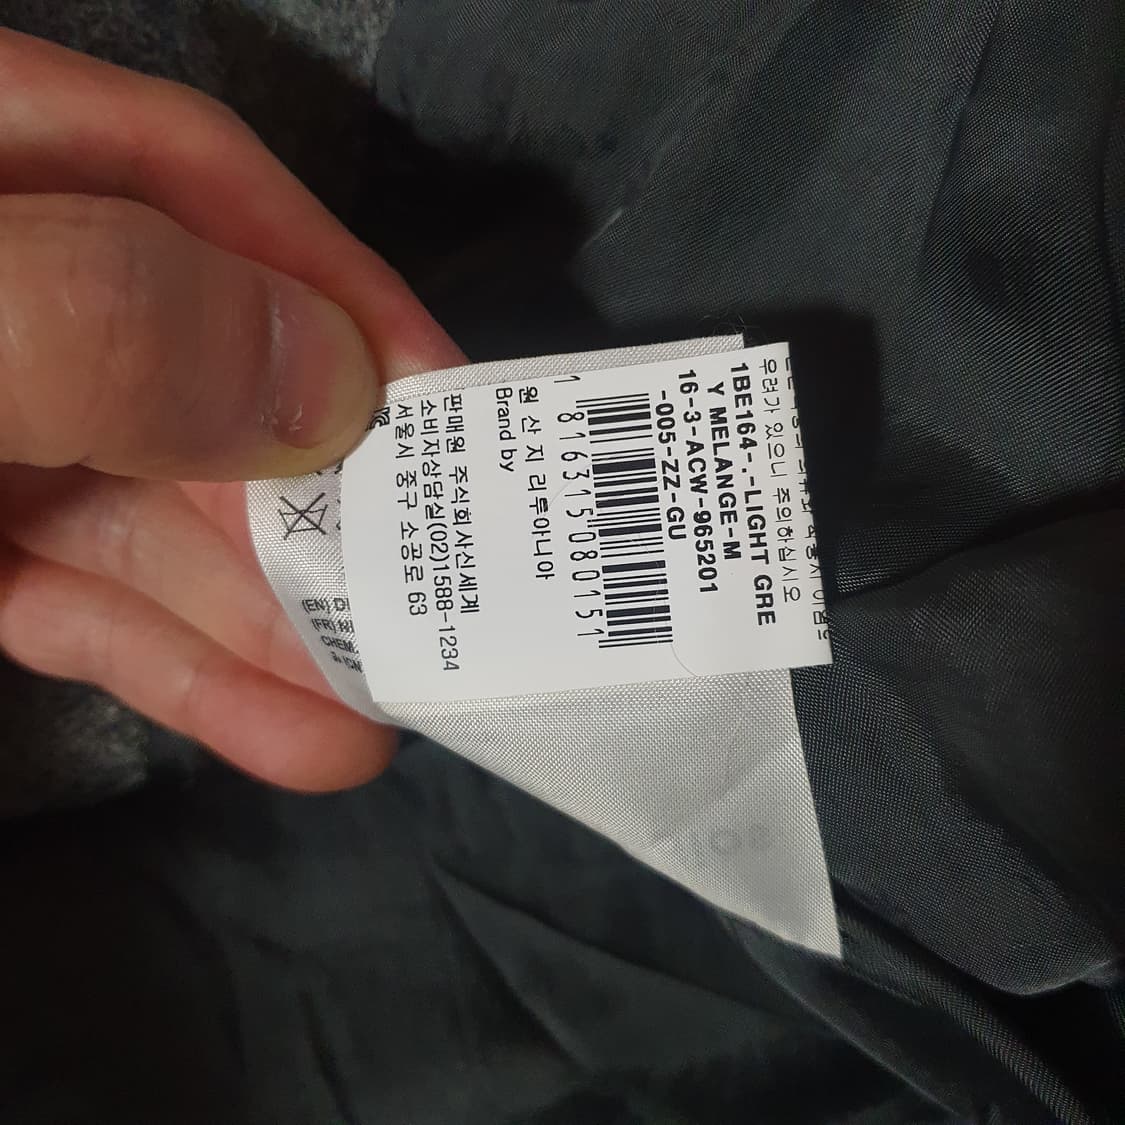 우려가 있으니 주의하십시오
1BE164-.-LIGHT GRE
Y MELANGE-M
16-3-ACW-965201
-005-ZZ-GU
1 816315 080151
원 산 지 리투아니아
Brand by
판매원 주식회사신세계
소비자상담실(02)1588-1234
서울시 중구 소공로 63
(EN)
(FR)
CHEM